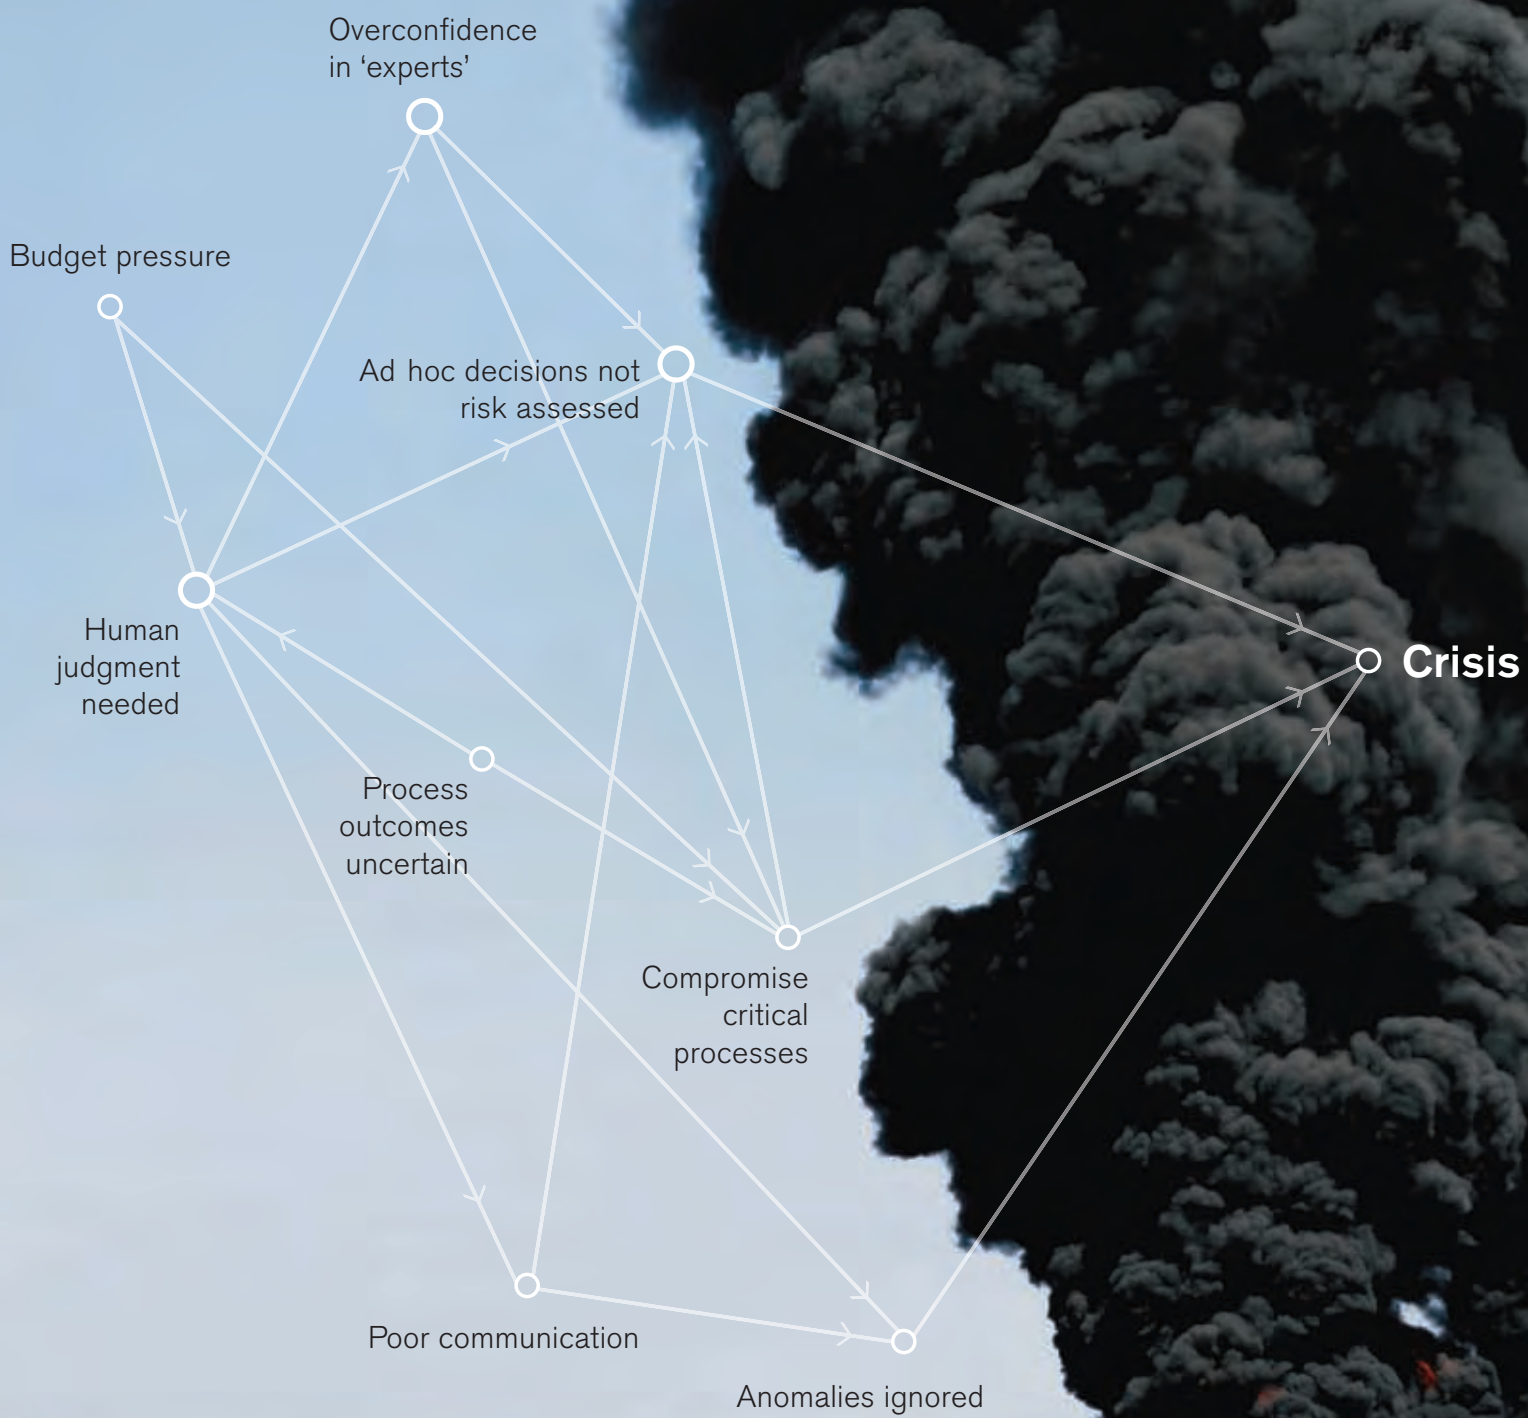 Overconfidence
in ‘experts’
Budget pressure
Ad hoc decisions not
risk assessed
Human
judgment
needed
Crisis
Process
outcomes
uncertain
Compromise
critical
processes
Poor communication
Anomalies ignored